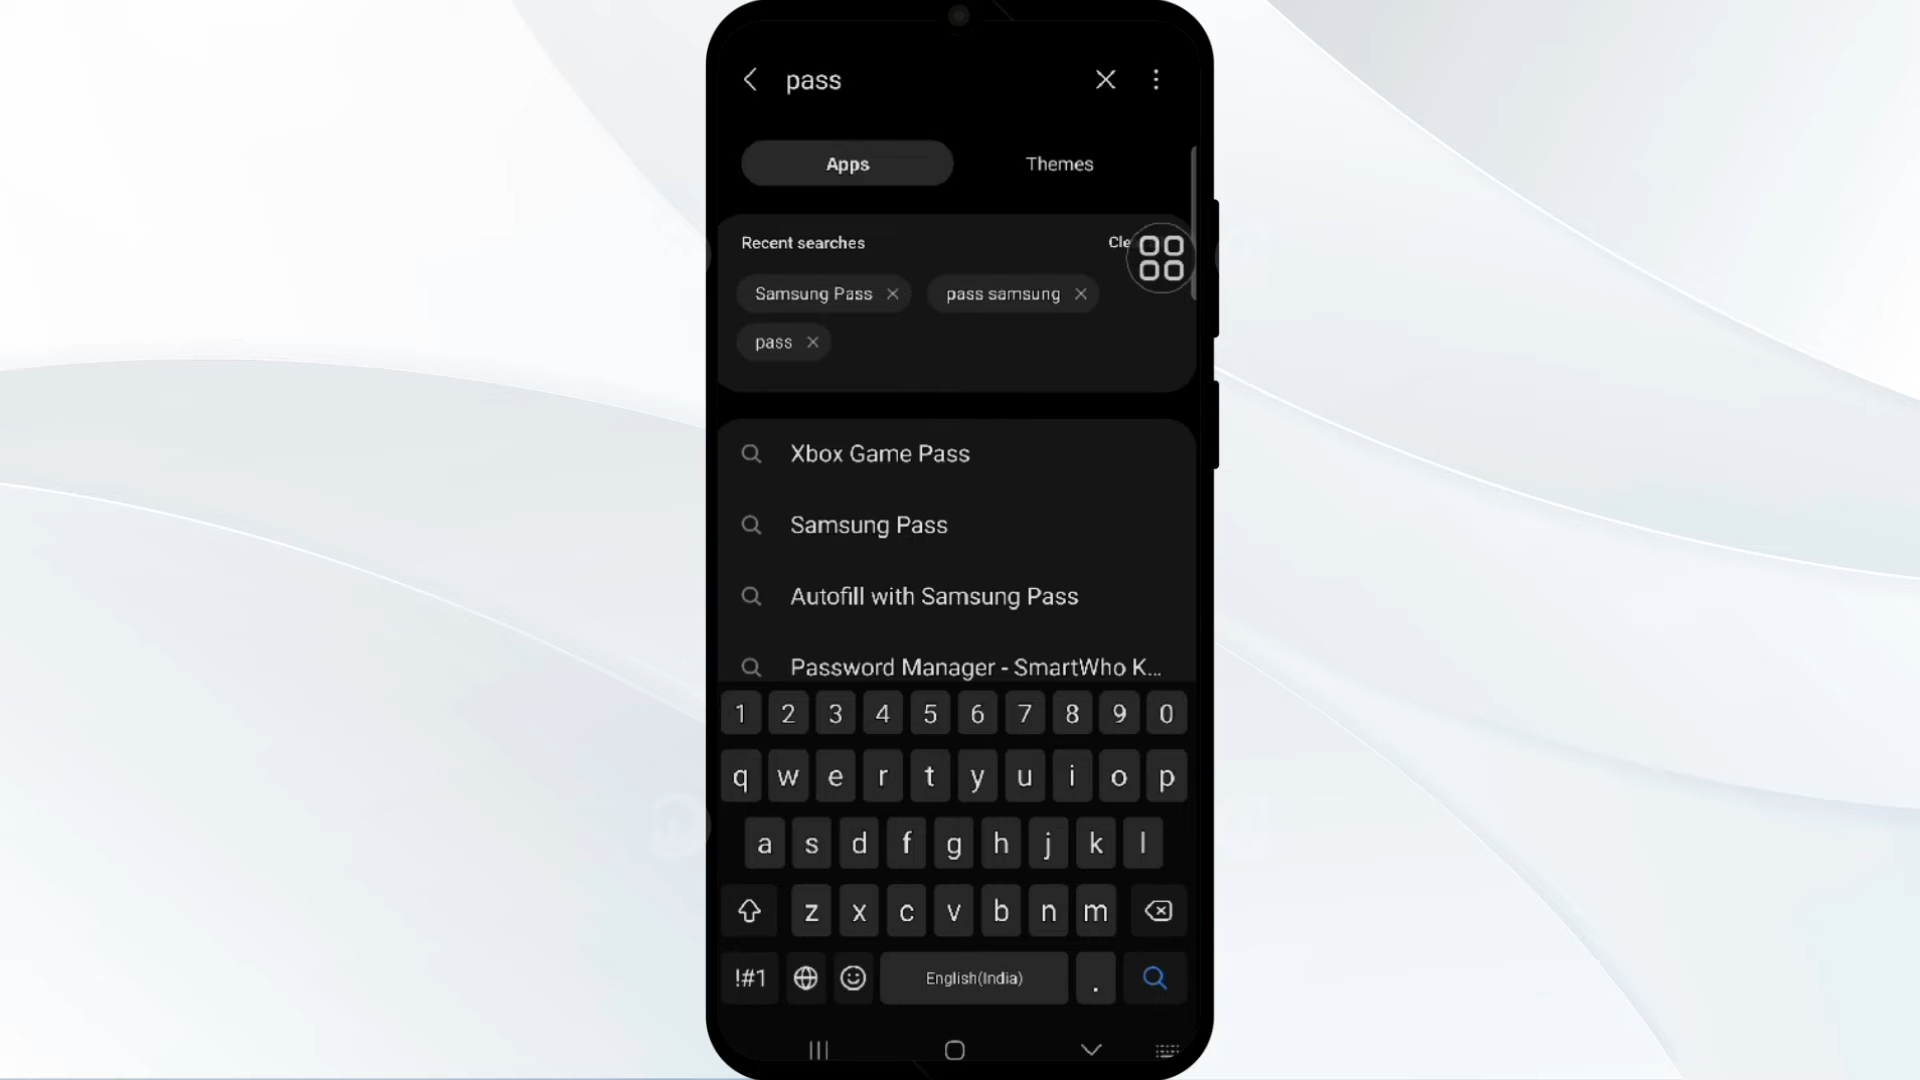 pass
Apps Themes
Recent searches Cle
Samsung Pass pass samsung
pass
Xbox Game Pass
Samsung Pass
Autofill with Samsung Pass
Password Manager - SmartWho K...
1 2 3 4 5 6 7 8 9 0
q w e r t y u i o p
a s d f g h j k l
z x c v b n m
!#1 English(India) .